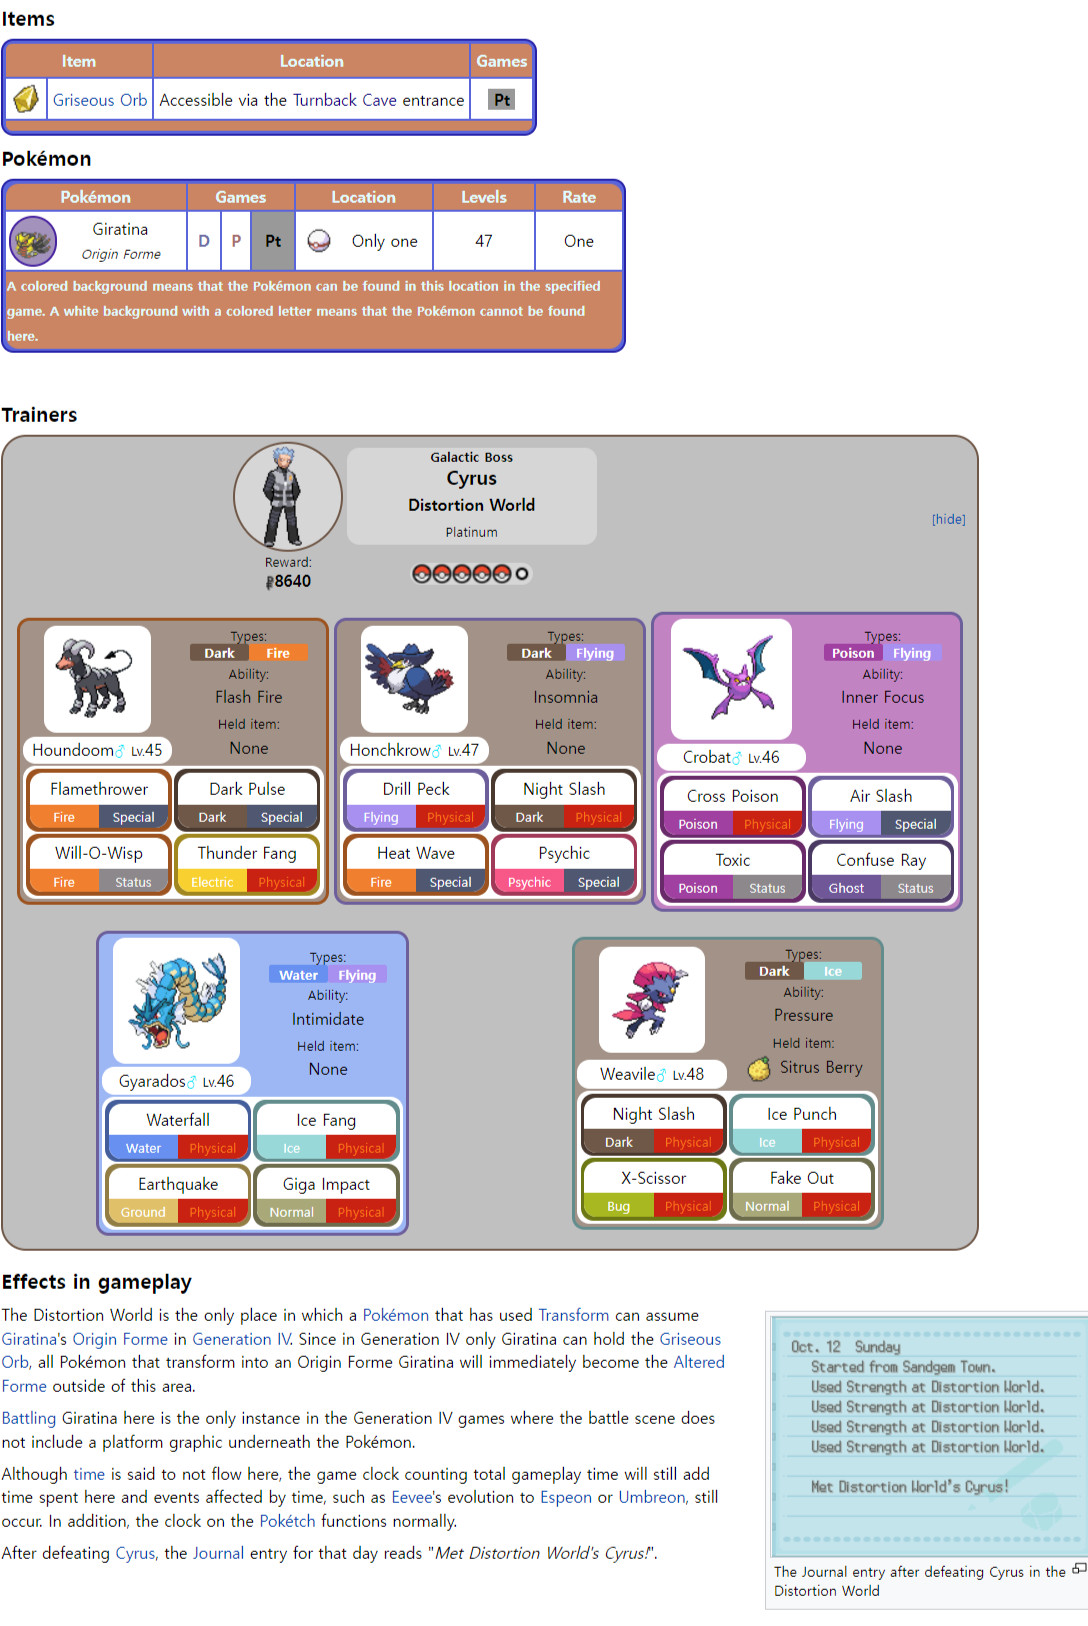 Items
Item Location Games
Griseous Orb Accessible via the Turnback Cave entrance Pt
Pokémon
Pokémon Games Location Levels Rate
Giratina
Origin Forme
D P Pt Only one 47 One
A colored background means that the Pokémon can be found in this location in the specified
game. A white background with a colored letter means that the Pokémon cannot be found
here.
Trainers
Galactic Boss
Cyrus
Distortion World
Platinum
[hide]
Reward:
₽8640
Types:
Dark Fire
Ability:
Flash Fire
Held item:
None
Houndoom♂ Lv.45
Flamethrower
Fire Special
Dark Pulse
Dark Special
Will-O-Wisp
Fire Status
Thunder Fang
Electric Physical
Types:
Dark Flying
Ability:
Insomnia
Held item:
None
Honchkrow♂ Lv.47
Drill Peck
Flying Physical
Night Slash
Dark Physical
Heat Wave
Fire Special
Psychic
Psychic Special
Types:
Poison Flying
Ability:
Inner Focus
Held item:
None
Crobat♂ Lv.46
Cross Poison
Poison Physical
Air Slash
Flying Special
Toxic
Poison Status
Confuse Ray
Ghost Status
Types:
Water Flying
Ability:
Intimidate
Held item:
None
Gyarados♂ Lv.46
Waterfall
Water Physical
Ice Fang
Ice Physical
Earthquake
Ground Physical
Giga Impact
Normal Physical
Types:
Dark Ice
Ability:
Pressure
Held item:
Sitrus Berry
Weavile♂ Lv.48
Night Slash
Dark Physical
Ice Punch
Ice Physical
X-Scissor
Bug Physical
Fake Out
Normal Physical
Effects in gameplay
The Distortion World is the only place in which a Pokémon that has used Transform can assume
Giratina's Origin Forme in Generation IV. Since in Generation IV only Giratina can hold the Griseous
Orb, all Pokémon that transform into an Origin Forme Giratina will immediately become the Altered
Forme outside of this area.
Battling Giratina here is the only instance in the Generation IV games where the battle scene does
not include a platform graphic underneath the Pokémon.
Although time is said to not flow here, the game clock counting total gameplay time will still add
time spent here and events affected by time, such as Eevee's evolution to Espeon or Umbreon, still
occur. In addition, the clock on the Pokétch functions normally.
After defeating Cyrus, the Journal entry for that day reads "Met Distortion World's Cyrus!".
Oct. 12 Sunday
Started from Sandgem Town.
Used Strength at Distortion World.
Used Strength at Distortion World.
Used Strength at Distortion World.
Used Strength at Distortion World.
Met Distortion World's Cyrus!
The Journal entry after defeating Cyrus in the
Distortion World